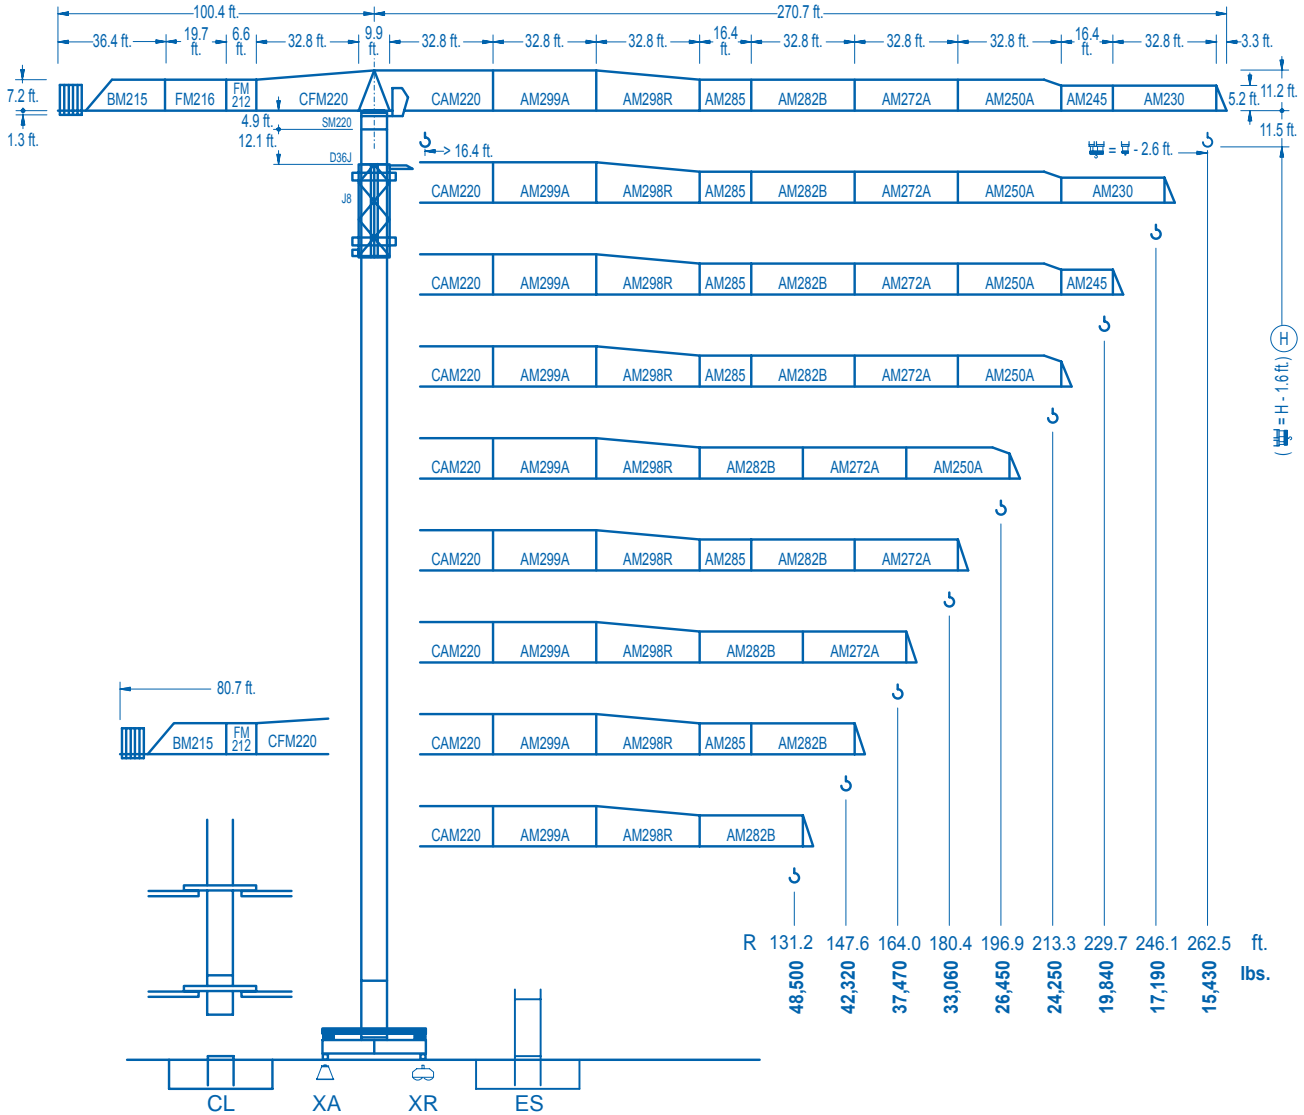 100.4 ft. 270.7 ft.
36.4 ft. 19.7 ft. 6.6 ft. 32.8 ft. 9.9 ft. 32.8 ft. 32.8 ft. 32.8 ft. 16.4 ft. 32.8 ft. 32.8 ft. 32.8 ft. 16.4 ft. 32.8 ft. 3.3 ft.
7.2 ft. BM215 FM216 FM 212 CFM220 CAM220 AM299A AM298R AM285 AM282B AM272A AM250A AM245 AM230 5.2 ft. 11.2 ft.
1.3 ft. 4.9 ft. SM220 11.5 ft.
12.1 ft.
D36J > 16.4 ft. = - 2.6 ft.
J8 CAM220 AM299A AM298R AM285 AM282B AM272A AM250A AM230
CAM220 AM299A AM298R AM285 AM282B AM272A AM250A AM245
H
( = H - 1.6 ft.)
CAM220 AM299A AM298R AM285 AM282B AM272A AM250A
CAM220 AM299A AM298R AM282B AM272A AM250A
CAM220 AM299A AM298R AM285 AM282B AM272A
CAM220 AM299A AM298R AM282B AM272A
80.7 ft.
BM215 FM 212 CFM220 CAM220 AM299A AM298R AM285 AM282B
CAM220 AM299A AM298R AM282B
R 131.2 147.6 164.0 180.4 196.9 213.3 229.7 246.1 262.5 ft.
48,500 42,320 37,470 33,060 26,450 24,250 19,840 17,190 15,430 lbs.
CL XA XR ES